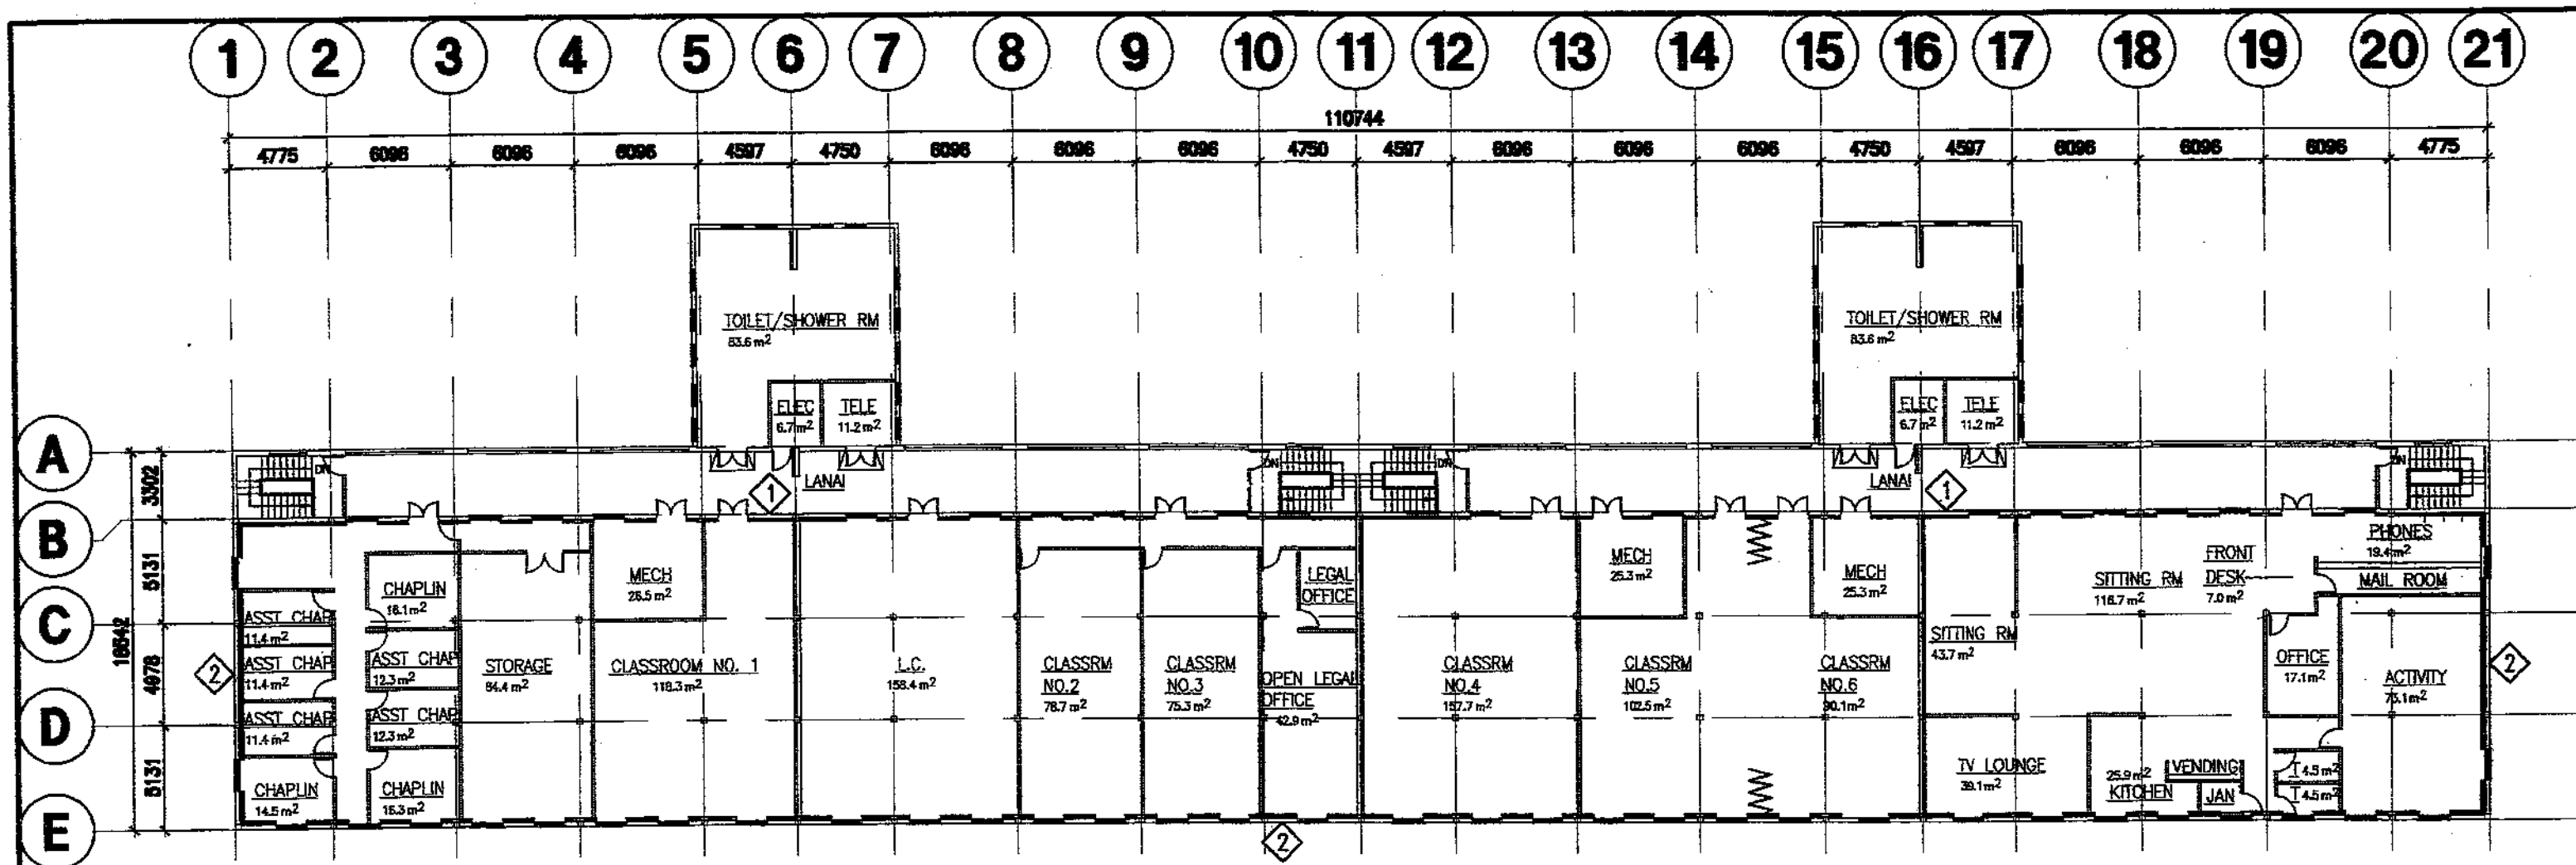 1 2 3 4 5 6 7 8 9 10 11 12 13 14 15 16 17 18 19 20 21
110744
4775 6096 6096 6096 4597 4750 6096 6096 6096 4750 4597 6096 6096 6096 4750 4597 6096 6096 6096 4775
TOILET/SHOWER RM
83.6 m²
TOILET/SHOWER RM
83.6 m²
ELEC
6.7 m²
TELE
11.2 m²
ELEC
6.7 m²
TELE
11.2 m²
A
B
C
D
E
3302
5131
4978
5131
18542
DN
DN
DN
DN
1
LANAI
LANAI
1
CHAPLIN
16.1 m²
ASST CHAP
11.4 m²
ASST CHAP
11.4 m²
ASST CHAP
11.4 m²
CHAPLIN
14.5 m²
ASST CHAP
12.3 m²
ASST CHAP
12.3 m²
CHAPLIN
15.3 m²
STORAGE
84.4 m²
MECH
26.5 m²
CLASSROOM NO. 1
118.3 m²
L.C.
158.4 m²
CLASSRM
NO.2
78.7 m²
CLASSRM
NO.3
75.3 m²
LEGAL
OFFICE
OPEN LEGAL
OFFICE
42.9 m²
CLASSRM
NO.4
157.7 m²
MECH
25.3 m²
CLASSRM
NO.5
102.5 m²
MECH
25.3 m²
CLASSRM
NO.6
90.1 m²
SITTING RM
43.7 m²
SITTING RM
116.7 m²
FRONT
DESK
7.0 m²
PHONES
19.4 m²
MAIL ROOM
OFFICE
17.1 m²
ACTIVITY
75.1 m²
TV LOUNGE
39.1 m²
25.9 m²
KITCHEN
VENDING
JAN
T 4.5 m²
T 4.5 m²
2
2
2